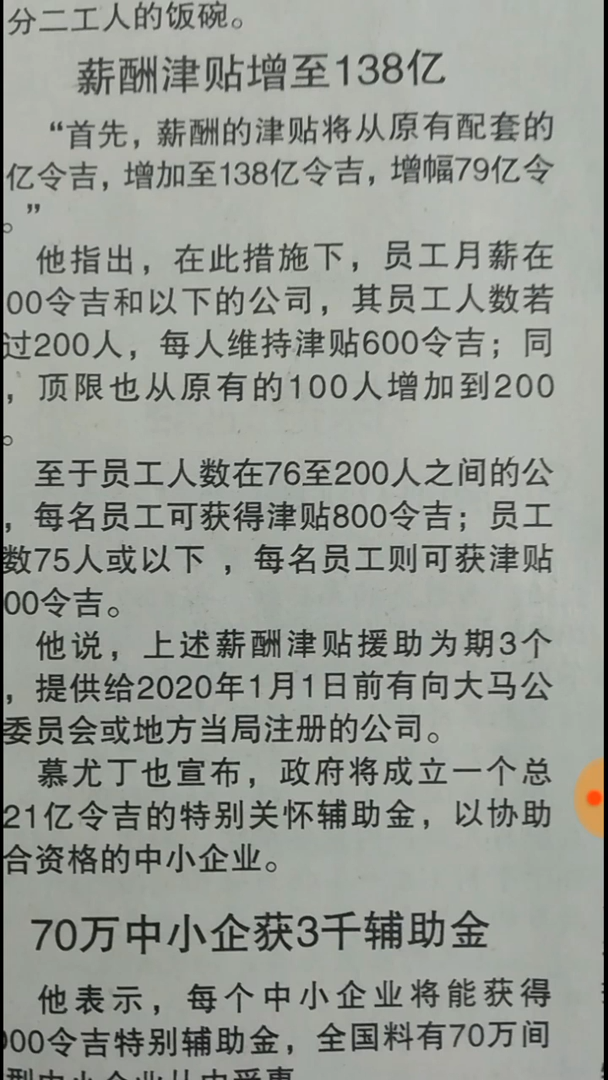 分二工人的饭碗。
薪酬津贴增至138亿
“首先，薪酬的津贴将从原有配套的
亿令吉，增加至138亿令吉，增幅79亿令
。”
他指出，在此措施下，员工月薪在
00令吉和以下的公司，其员工人数若
过200人，每人维持津贴600令吉；同
，顶限也从原有的100人增加到200
。
至于员工人数在76至200人之间的公
，每名员工可获得津贴800令吉；员工
数75人或以下，每名员工则可获津贴
00令吉。
他说，上述薪酬津贴援助为期3个
，提供给2020年1月1日前有向大马公
委员会或地方当局注册的公司。
慕尤丁也宣布，政府将成立一个总
21亿令吉的特别关怀辅助金，以协助
合资格的中小企业。
70万中小企获3千辅助金
他表示，每个中小企业将能获得
000令吉特别辅助金，全国料有70万间
型中小企业从中受惠